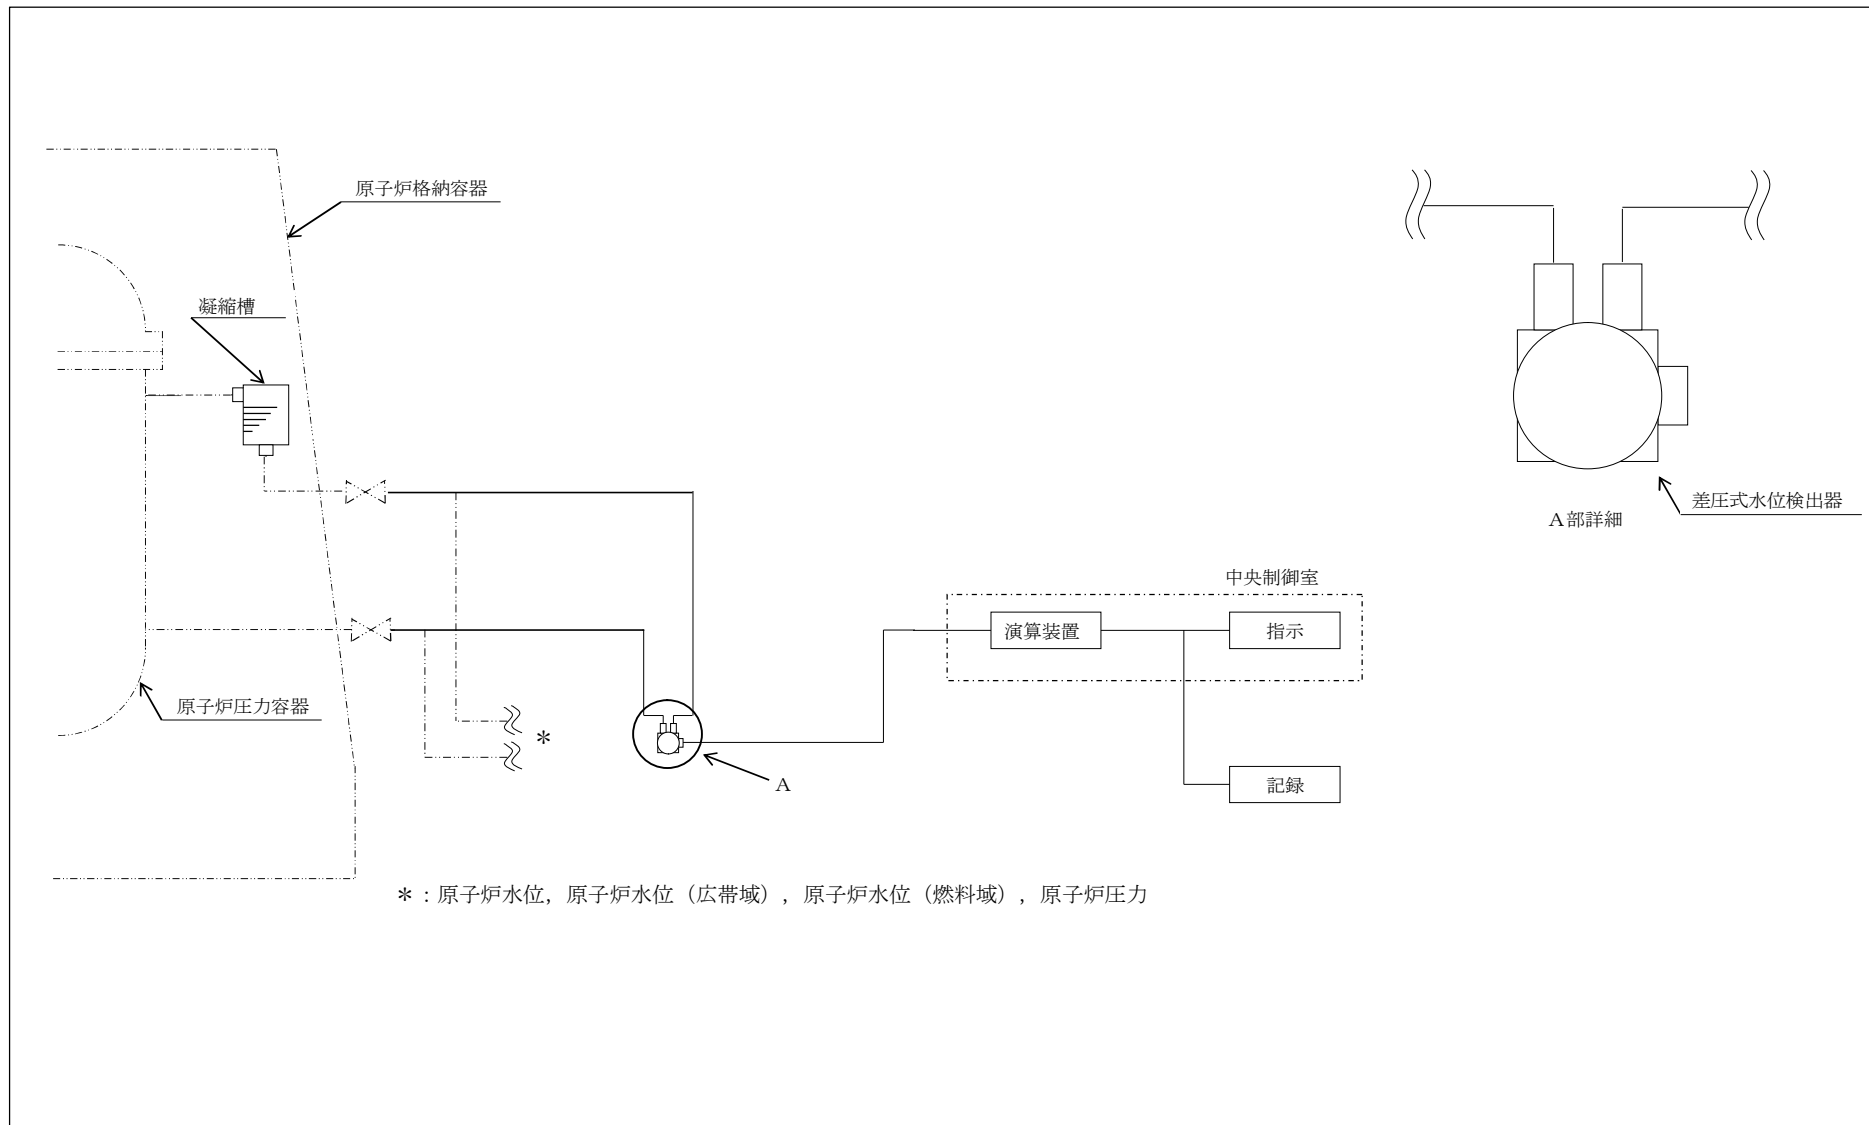 原子炉格納容器
凝縮槽
原子炉圧力容器
＊
A
中央制御室
演算装置
指示
記録
A部詳細
差圧式水位検出器
＊：原子炉水位，原子炉水位（広帯域），原子炉水位（燃料域），原子炉圧力